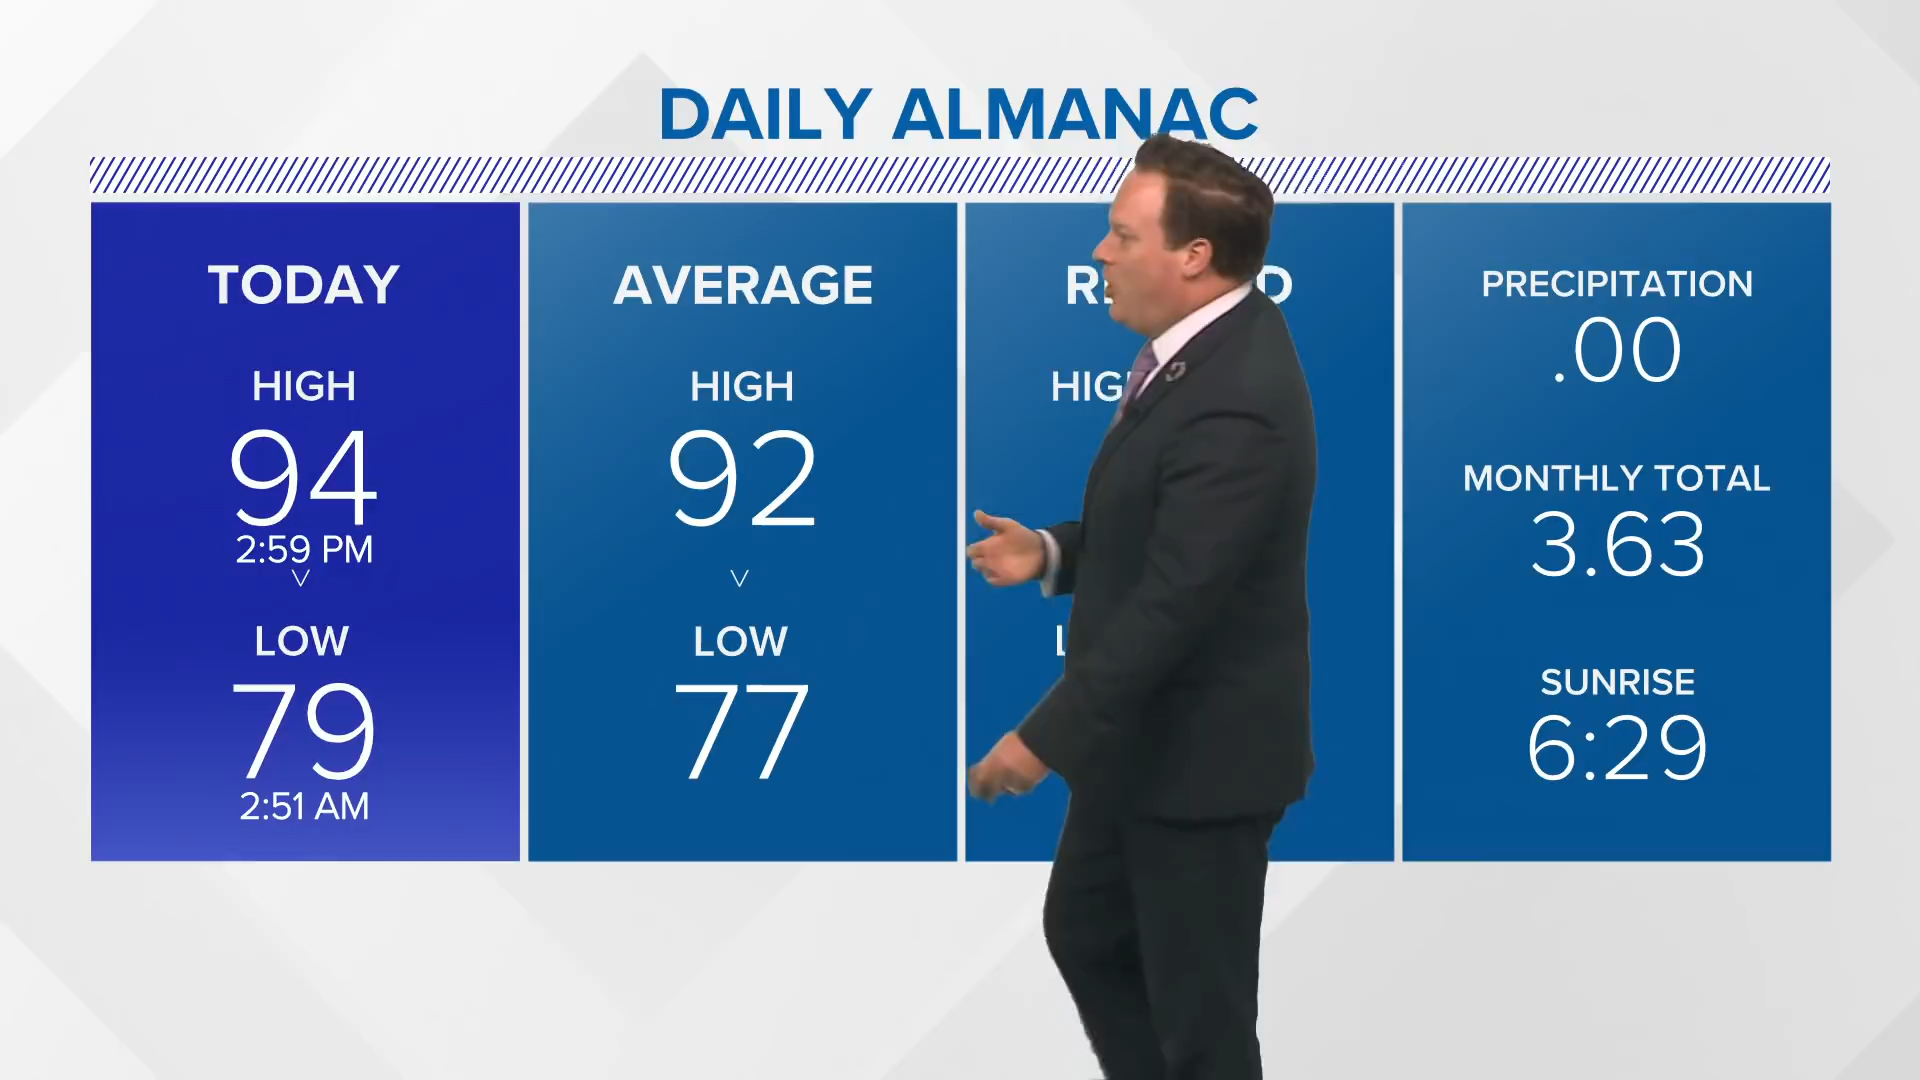 DAILY ALMANAC
TODAY
HIGH
94
2:59 PM
LOW
79
2:51 AM
AVERAGE
HIGH
92
LOW
77
PRECIPITATION
.00
MONTHLY TOTAL
3.63
SUNRISE
6:29